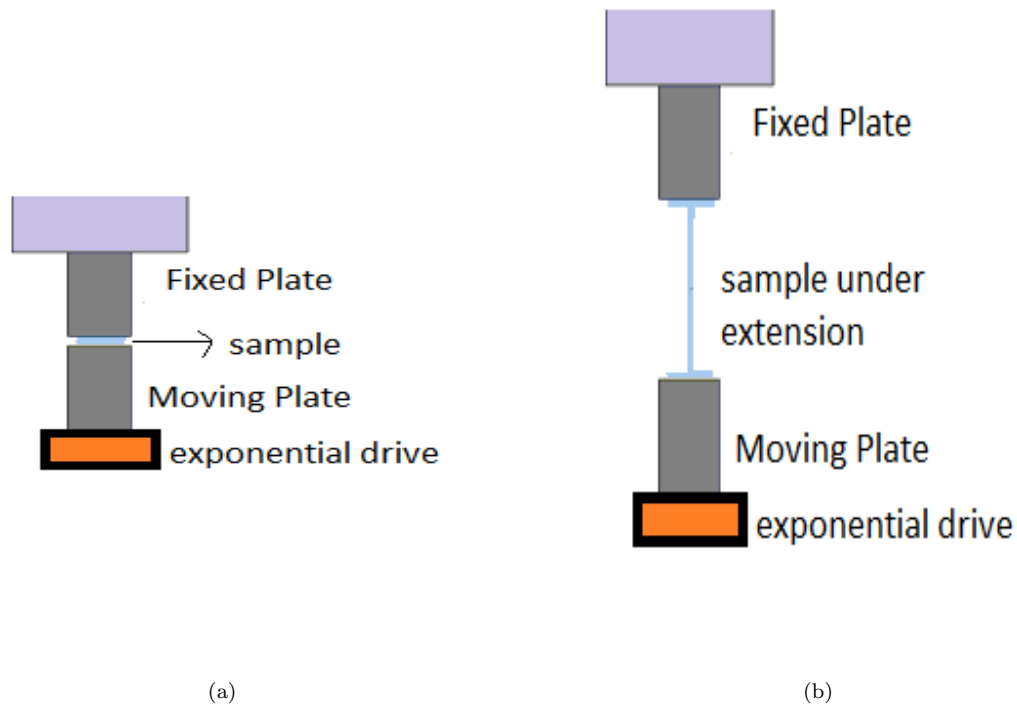 Fixed Plate
sample
Moving Plate
exponential drive
(a)
Fixed Plate
sample under
extension
Moving Plate
exponential drive
(b)